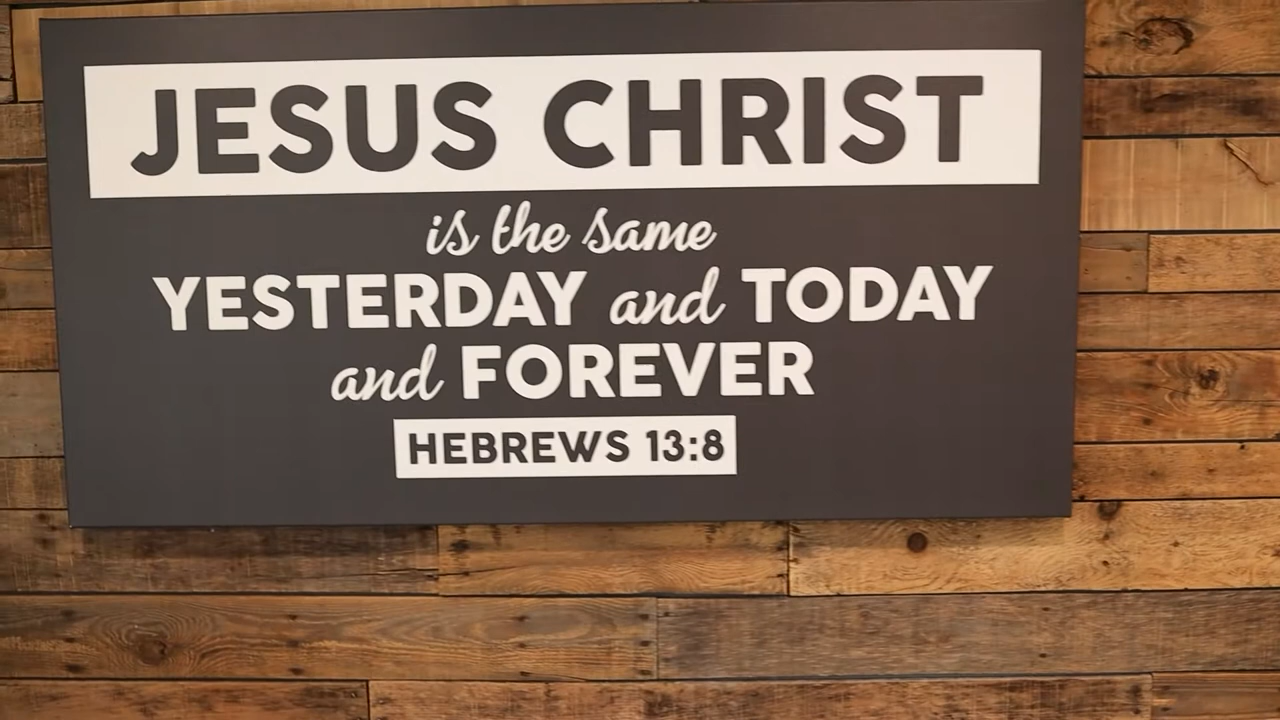 JESUS CHRIST
is the same
YESTERDAY and TODAY
and FOREVER
HEBREWS 13:8